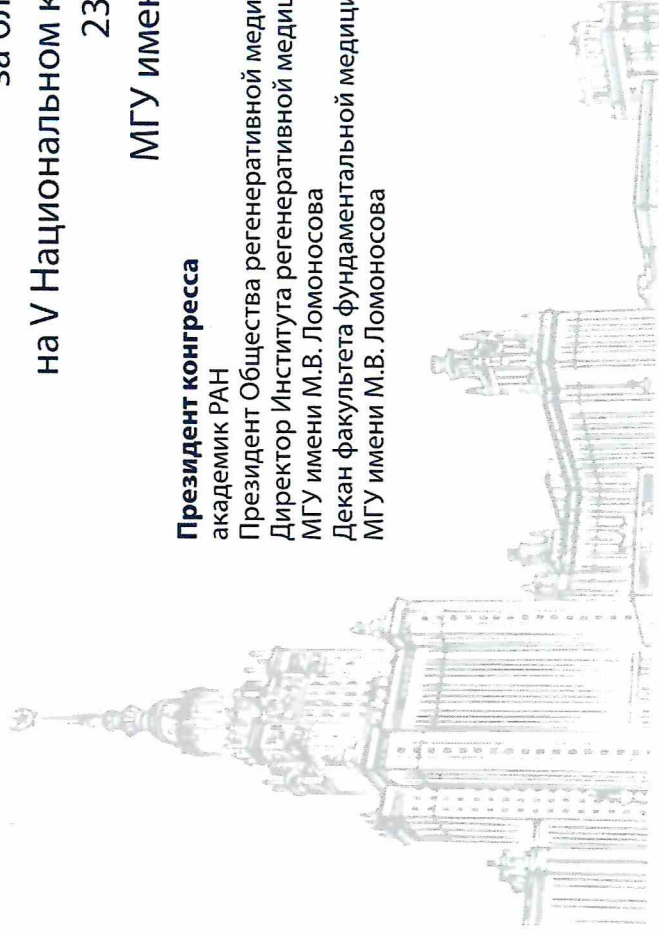 на V Национальном к
23
МГУ имен
Президент конгресса
академик РАН
Президент Общества регенеративной меди
Директор Института регенеративной медиц
МГУ имени М.В. Ломоносова
Декан факультета фундаментальной медици
МГУ имени М.В. Ломоносова